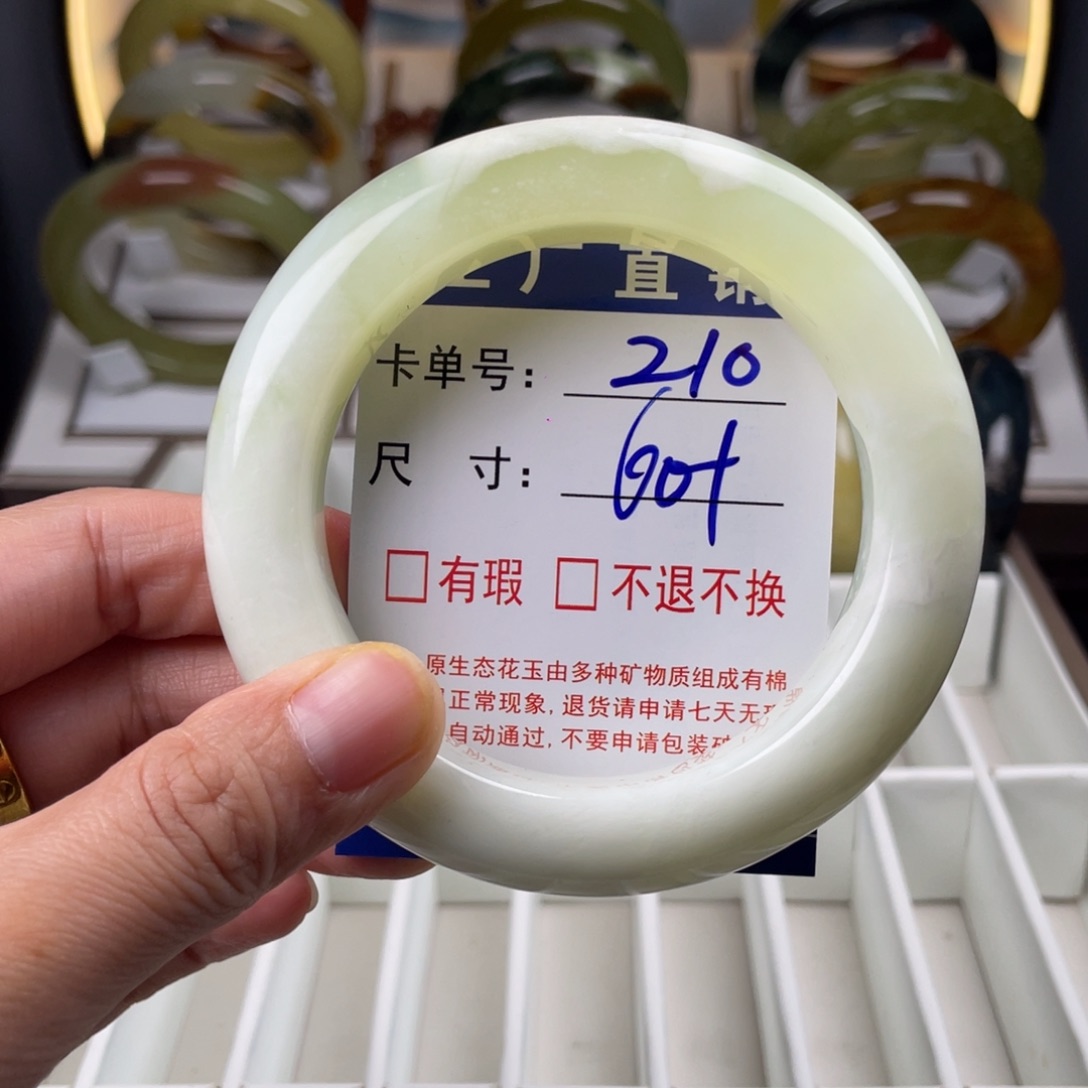 工厂直销
卡单号: 210
尺 寸: 60+
□有瑕 □不退不换
原生态花玉由多种矿物质组成有棉
正常现象, 退货请申请七天无
自动通过, 不要申请包装破